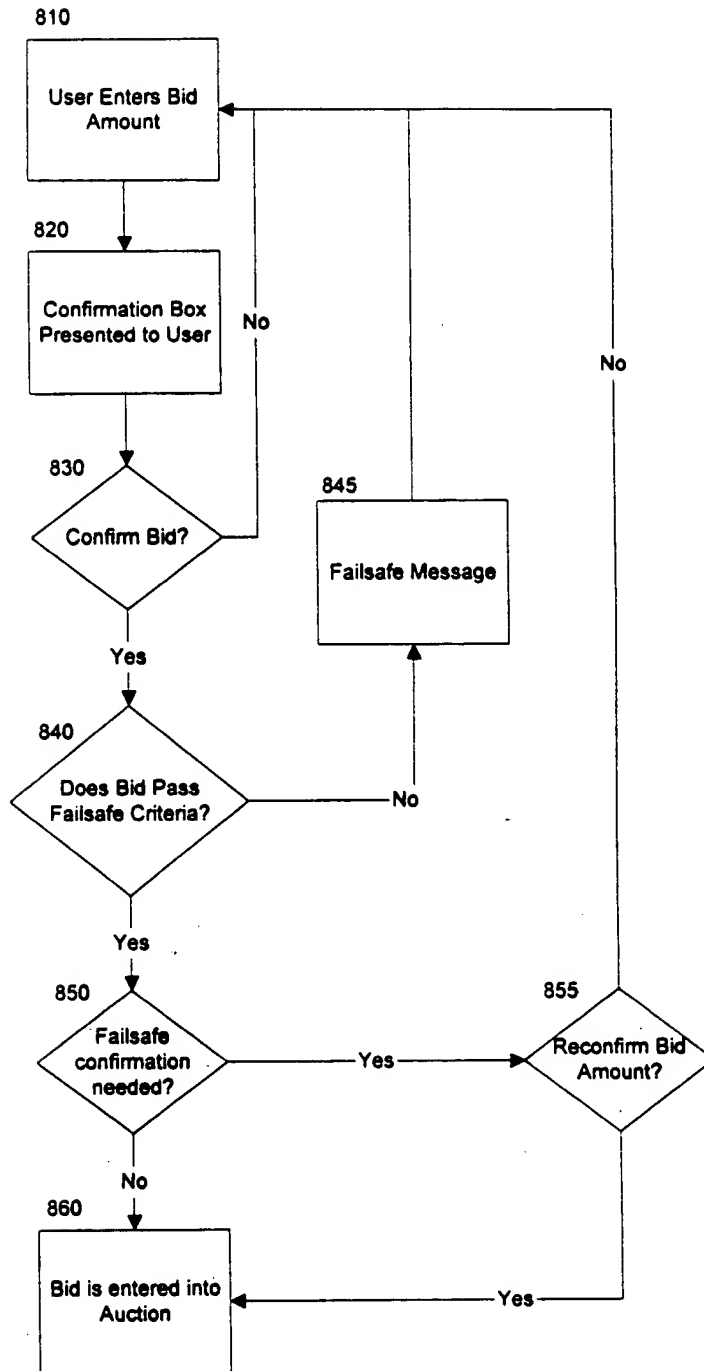 810
User Enters Bid
Amount
820
Confirmation Box
Presented to User
No
No
830
Confirm Bid?
845
Failsafe Message
Yes
840
Does Bid Pass
Failsafe Criteria?
No
Yes
850
Failsafe
confirmation
needed?
Yes
855
Reconfirm Bid
Amount?
No
860
Bid is entered into
Auction
Yes